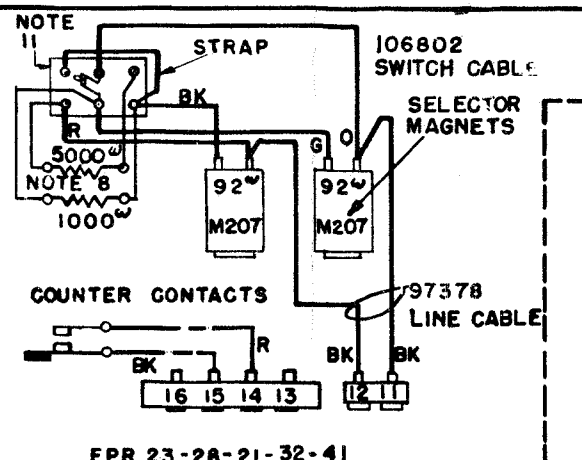 NOTE
11
STRAP
106802
SWITCH CABLE
BK
SELECTOR
MAGNETS
R
G
O
5000ω
NOTE 8
1000ω
92ω
M207
92ω
M207
COUNTER CONTACTS
97378
LINE CABLE
BK
R
BK
BK
16 15 14 13
12 11
FPR 23-28-21-32-41